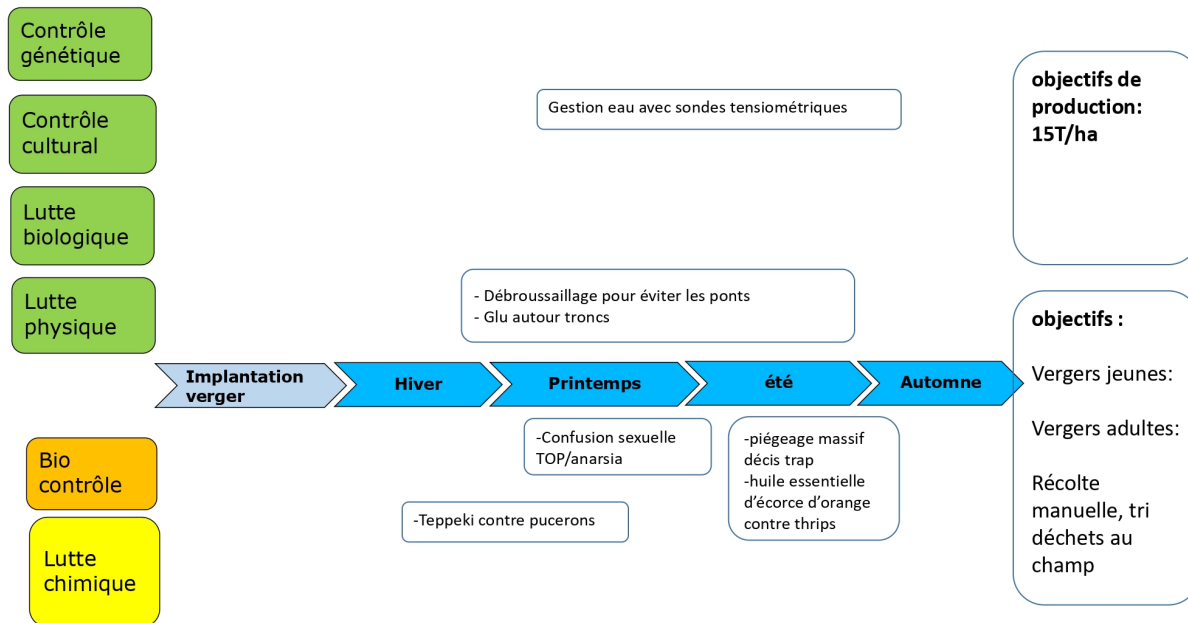 Contrôle
génétique
Contrôle
cultural
Gestion eau avec sondes tensiométriques
objectifs de
production:
15T/ha
Lutte
biologique
Lutte
physique
- Débroussaillage pour éviter les ponts
- Glu autour troncs
Implantation
verger
Hiver
Printemps
été
Automne
objectifs :
Vergers jeunes:
Vergers adultes:
Récolte
manuelle, tri
déchets au
champ
Bio
contrôle
-Confusion sexuelle
TOP/anarsia
-piégeage massif
décis trap
-huile essentielle
d'écorce d'orange
contre thrips
Lutte
chimique
-Teppeki contre pucerons